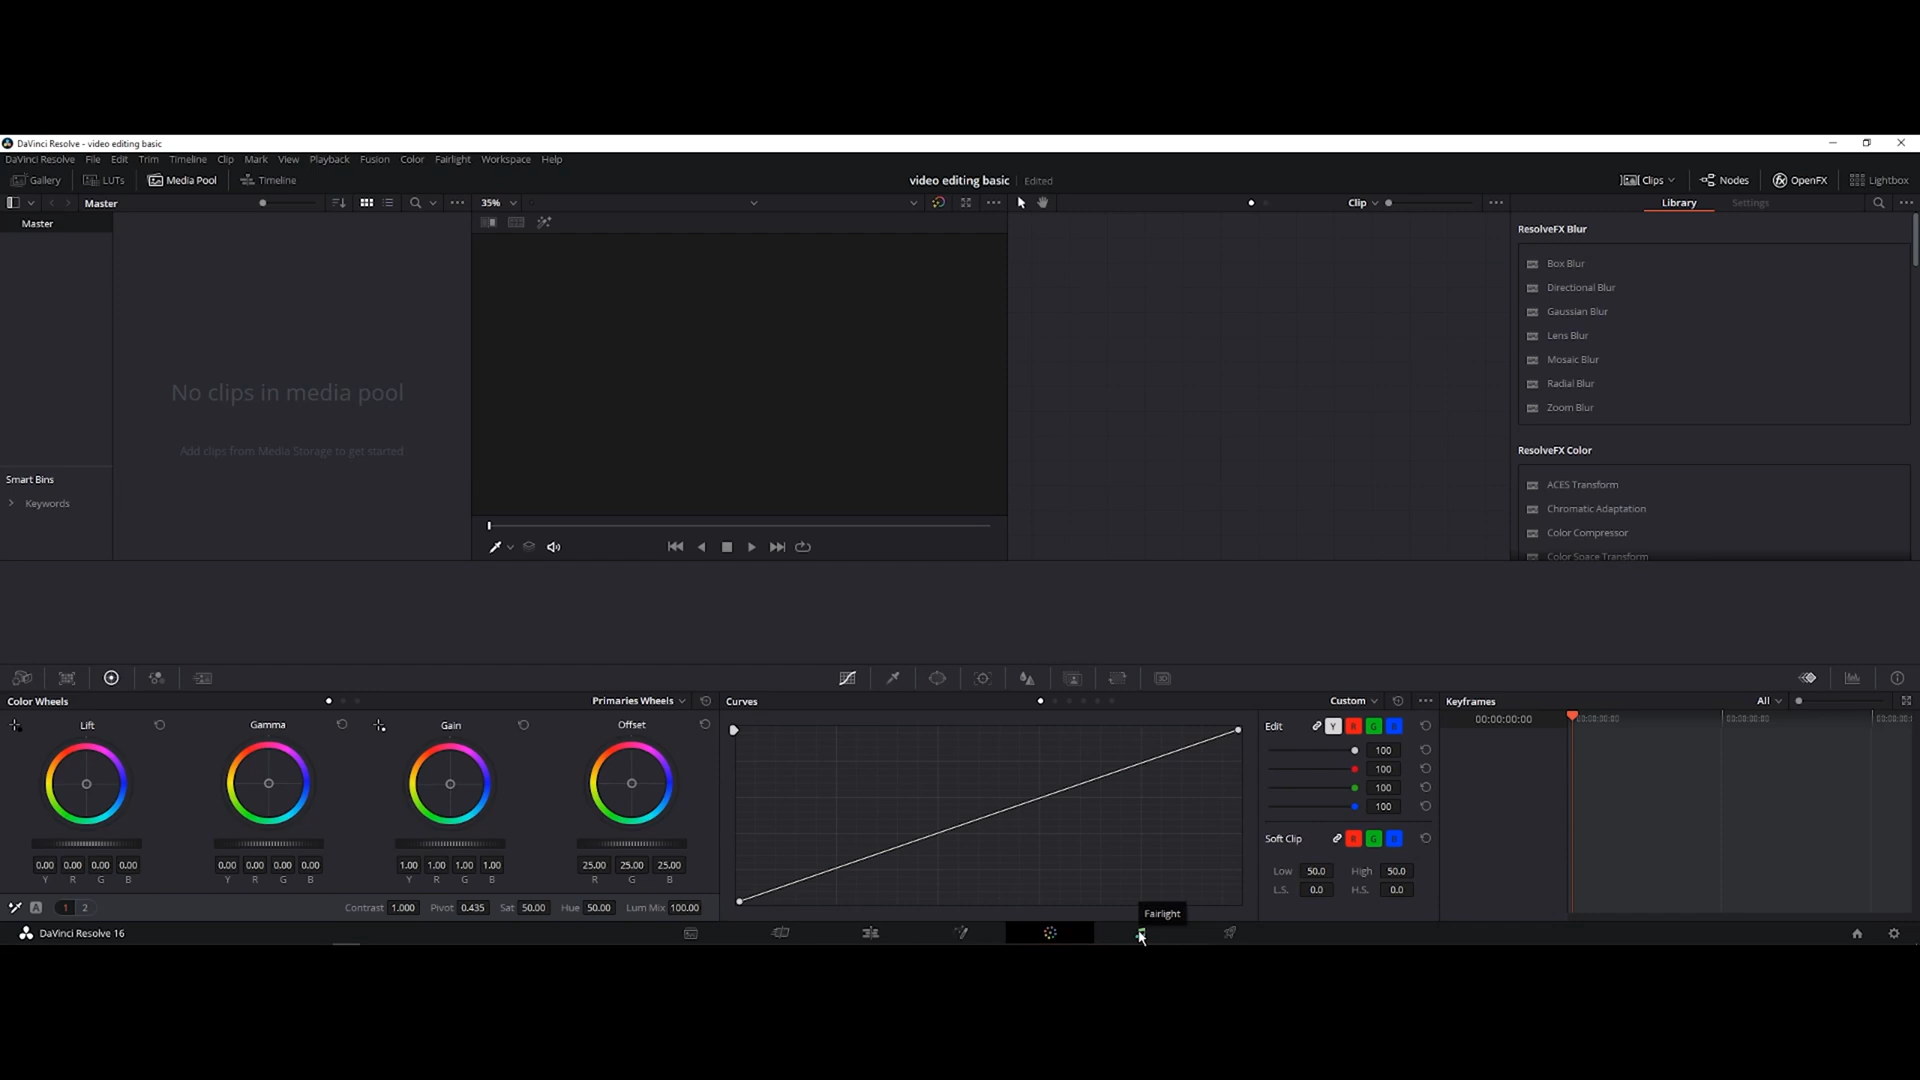 DaVinci Resolve - video editing basic
DaVinci Resolve File Edit Trim Timeline Clip Mark View Playback Fusion Color Fairlight Workspace Help
Gallery LUTs Media Pool Timeline video editing basic Edited Clips Nodes OpenFX Lightbox
Master 35% Clip Library Settings
Master
ResolveFX Blur
Box Blur
Directional Blur
Gaussian Blur
Lens Blur
Mosaic Blur
Radial Blur
Zoom Blur
No clips in media pool
Add clips from Media Storage to get started
ResolveFX Color
ACES Transform
Chromatic Adaptation
Color Compressor
Color Space Transform
Smart Bins
Keywords
Color Wheels Primaries Wheels Curves Custom Keyframes All
Lift Gamma Gain Offset
Edit Y R G B
100
100
100
100
Soft Clip R G B
Low 50.0 High 50.0
L.S. 0.0 H.S. 0.0
00:00:00:00 00:00:00:00 00:00:00:00
0.00 0.00 0.00 0.00 0.00 0.00 0.00 0.00 1.00 1.00 1.00 1.00 25.00 25.00 25.00
Y R G B Y R G B Y R G B R G B
A 1 2 Contrast 1.000 Pivot 0.435 Sat 50.00 Hue 50.00 Lum Mix 100.00
Fairlight
DaVinci Resolve 16